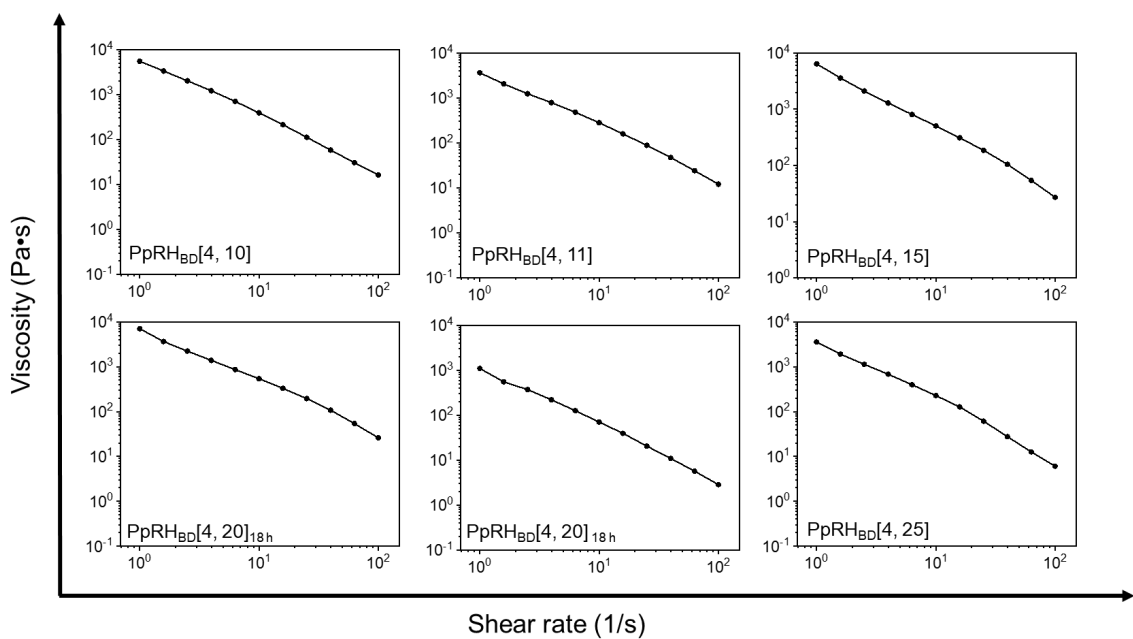 Viscosity (Pa•s)
10⁴
10³
10²
10¹
10⁰
10⁻¹
PpRH_BD[4, 10]
10⁰ 10¹ 10²
10⁴
10³
10²
10¹
10⁰
10⁻¹
PpRH_BD[4, 11]
10⁰ 10¹ 10²
10⁴
10³
10²
10¹
10⁰
PpRH_BD[4, 15]
10⁰ 10¹ 10²
10⁴
10³
10²
10¹
10⁰
10⁻¹
PpRH_BD[4, 20]_18 h
10⁰ 10¹ 10²
10⁴
10³
10²
10¹
10⁰
10⁻¹
PpRH_BD[4, 20]_18 h
10⁰ 10¹ 10²
10⁴
10³
10²
10¹
10⁰
10⁻¹
PpRH_BD[4, 25]
10⁰ 10¹ 10²
Shear rate (1/s)